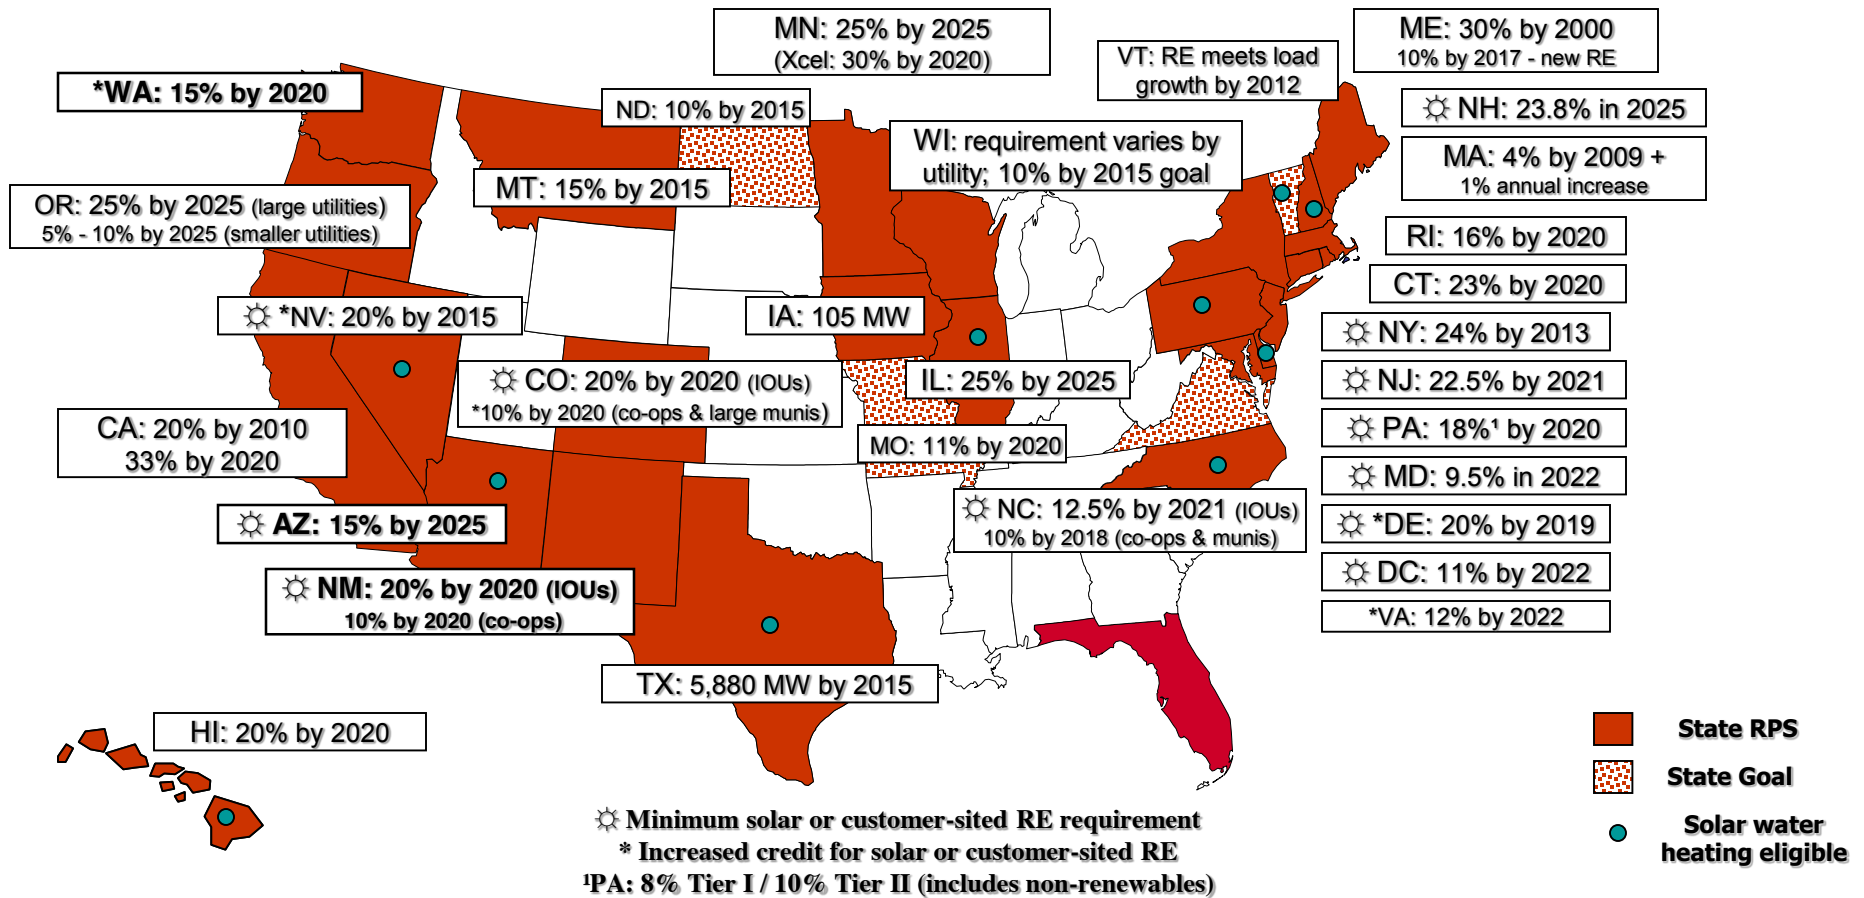 MN: 25% by 2025
(Xcel: 30% by 2020)
ME: 30% by 2000
10% by 2017 - new RE
VT: RE meets load
growth by 2012
*WA: 15% by 2020
ND: 10% by 2015
☼ NH: 23.8% in 2025
WI: requirement varies by
utility; 10% by 2015 goal
MA: 4% by 2009 +
1% annual increase
MT: 15% by 2015
OR: 25% by 2025 (large utilities)
5% - 10% by 2025 (smaller utilities)
RI: 16% by 2020
CT: 23% by 2020
☼ *NV: 20% by 2015
IA: 105 MW
☼ NY: 24% by 2013
☼ CO: 20% by 2020 (IOUs)
*10% by 2020 (co-ops & large munis)
IL: 25% by 2025
☼ NJ: 22.5% by 2021
CA: 20% by 2010
33% by 2020
MO: 11% by 2020
☼ PA: 18%¹ by 2020
☼ MD: 9.5% in 2022
☼ AZ: 15% by 2025
☼ NC: 12.5% by 2021 (IOUs)
10% by 2018 (co-ops & munis)
☼ *DE: 20% by 2019
☼ DC: 11% by 2022
☼ NM: 20% by 2020 (IOUs)
10% by 2020 (co-ops)
*VA: 12% by 2022
TX: 5,880 MW by 2015
HI: 20% by 2020
State RPS
State Goal
Solar water
heating eligible
☼ Minimum solar or customer-sited RE requirement
* Increased credit for solar or customer-sited RE
¹PA: 8% Tier I / 10% Tier II (includes non-renewables)